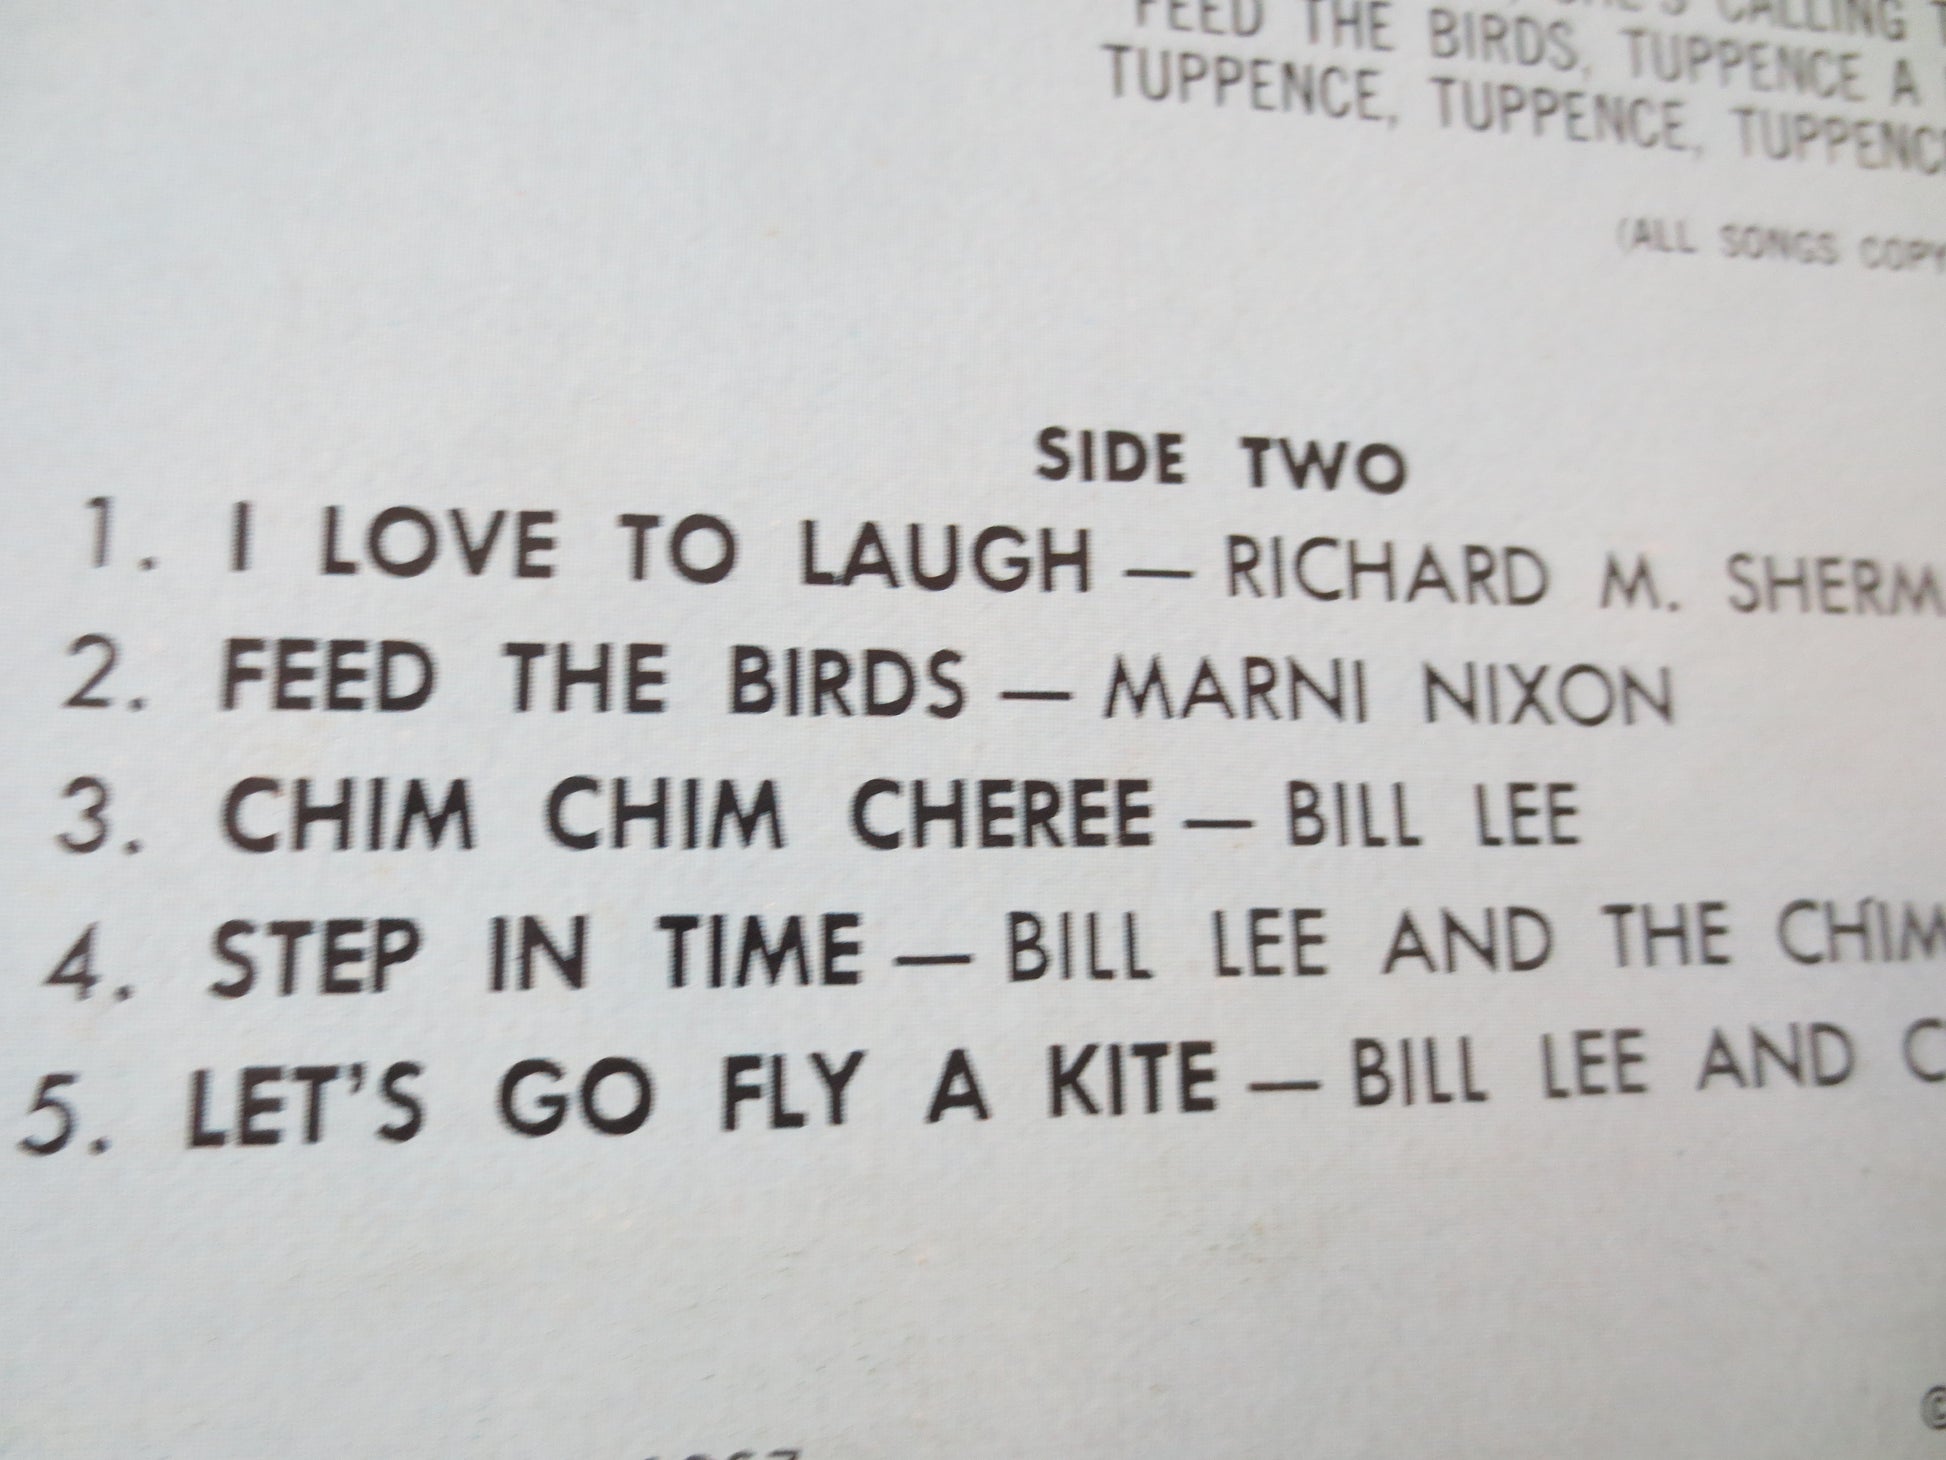 CALLING
FEED THE BIRDS, TUPPENCE A
TUPPENCE, TUPPENCE, TUPPENC
(ALL SONGS COPY
SIDE TWO
1. I LOVE TO LAUGH — RICHARD M. SHERM
2. FEED THE BIRDS — MARNI NIXON
3. CHIM CHIM CHEREE — BILL LEE
4. STEP IN TIME — BILL LEE AND THE CHIM
5. LET'S GO FLY A KITE — BILL LEE AND C
©